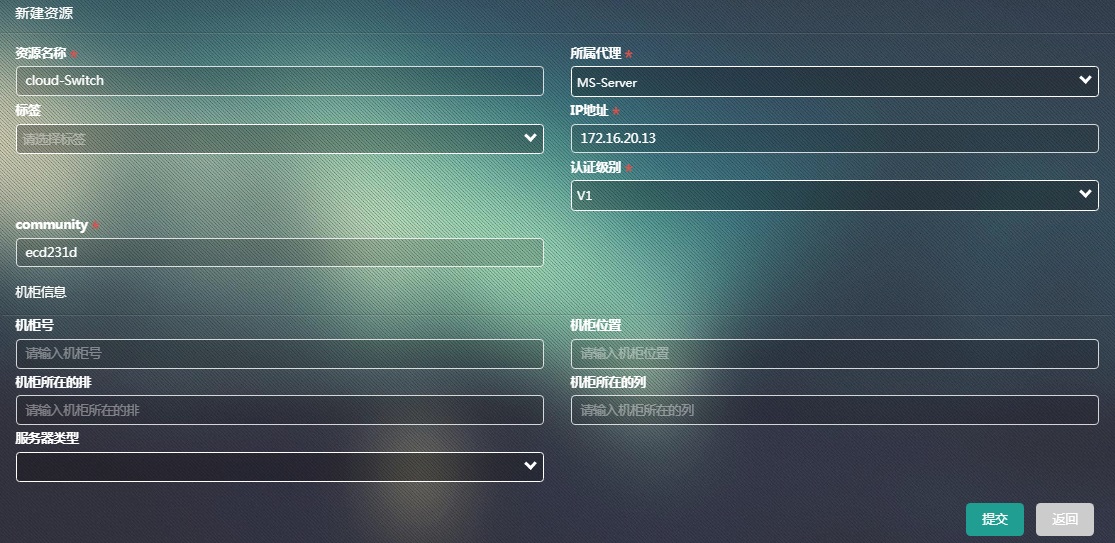 新建资源
资源名称 * 所属代理 *
cloud-Switch MS-Server
标签 IP地址 *
请选择标签 172.16.20.13
认证级别 *
V1
community *
ecd231d
机柜信息
机柜号 机柜位置
请输入机柜号 请输入机柜位置
机柜所在的排 机柜所在的列
请输入机柜所在的排 请输入机柜所在的列
服务器类型
提交 返回